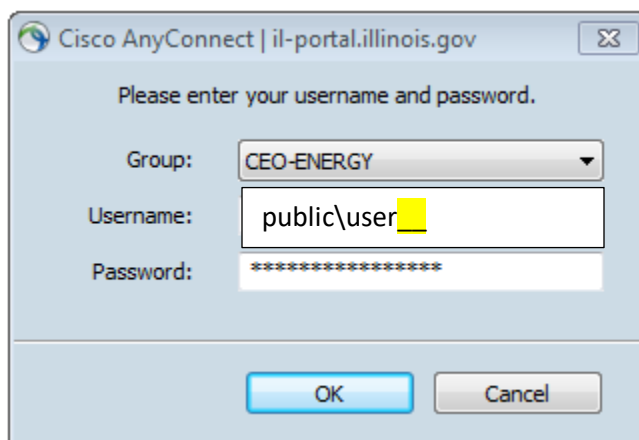 Cisco AnyConnect | il-portal.illinois.gov
Please enter your username and password.
Group: CEO-ENERGY
Username: public\user__
Password: ****************
OK Cancel